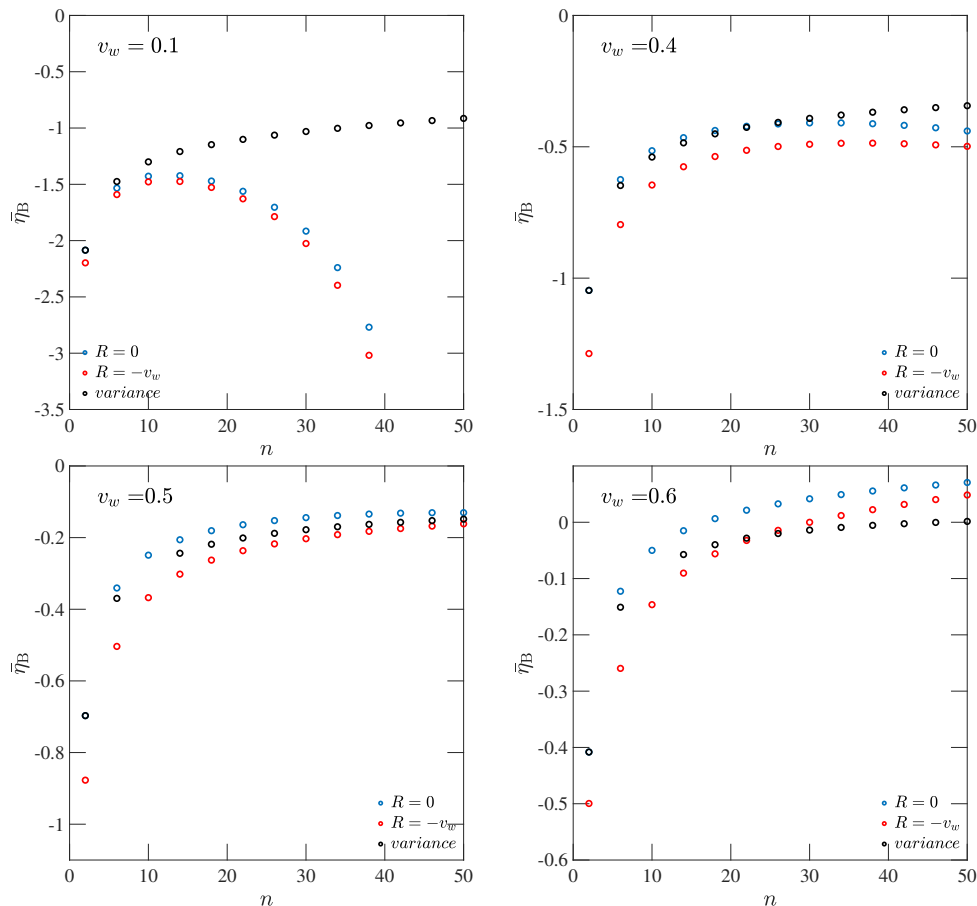 v_w = 0.1
0
-0.5
-1
-1.5
-2
-2.5
-3
-3.5
η̄_B
R = 0
R = −v_w
variance
0 10 20 30 40 50
n
v_w =0.4
0
-0.5
-1
-1.5
η̄_B
R = 0
R = −v_w
variance
0 10 20 30 40 50
n
v_w =0.5
0
-0.2
-0.4
-0.6
-0.8
-1
η̄_B
R = 0
R = −v_w
variance
0 10 20 30 40 50
n
v_w =0.6
0
-0.1
-0.2
-0.3
-0.4
-0.5
-0.6
η̄_B
R = 0
R = −v_w
variance
0 10 20 30 40 50
n